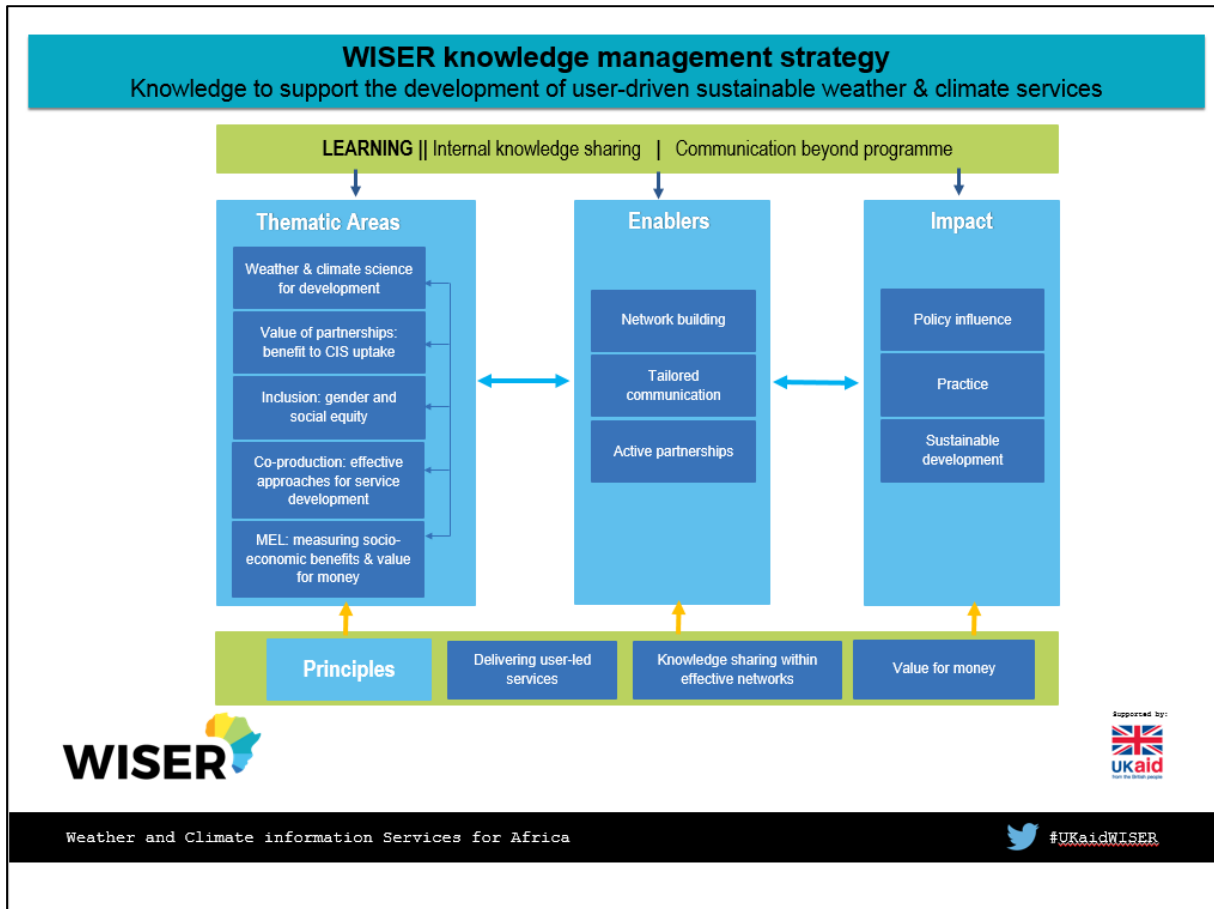 WISER knowledge management strategy
Knowledge to support the development of user-driven sustainable weather & climate services
LEARNING || Internal knowledge sharing | Communication beyond programme
Thematic Areas
Weather & climate science
for development
Value of partnerships:
benefit to CIS uptake
Inclusion: gender and
social equity
Co-production: effective
approaches for service
development
MEL: measuring socio-
economic benefits & value
for money
Enablers
Network building
Tailored
communication
Active partnerships
Impact
Policy influence
Practice
Sustainable
development
Principles
Delivering user-led
services
Knowledge sharing within
effective networks
Value for money
WISER
Supported by:
UKaid
from the British people
Weather and Climate information Services for Africa
#UKaidWISER